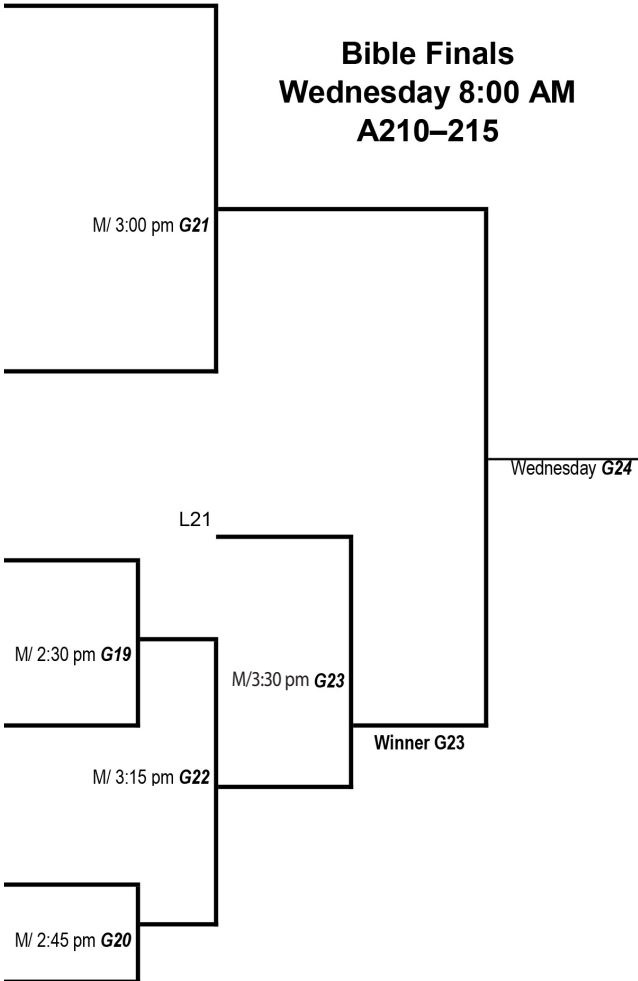 Bible Finals
Wednesday 8:00 AM
A210–215
M/ 3:00 pm G21
Wednesday G24
L21
M/ 2:30 pm G19
M/3:30 pm G23
Winner G23
M/ 3:15 pm G22
M/ 2:45 pm G20